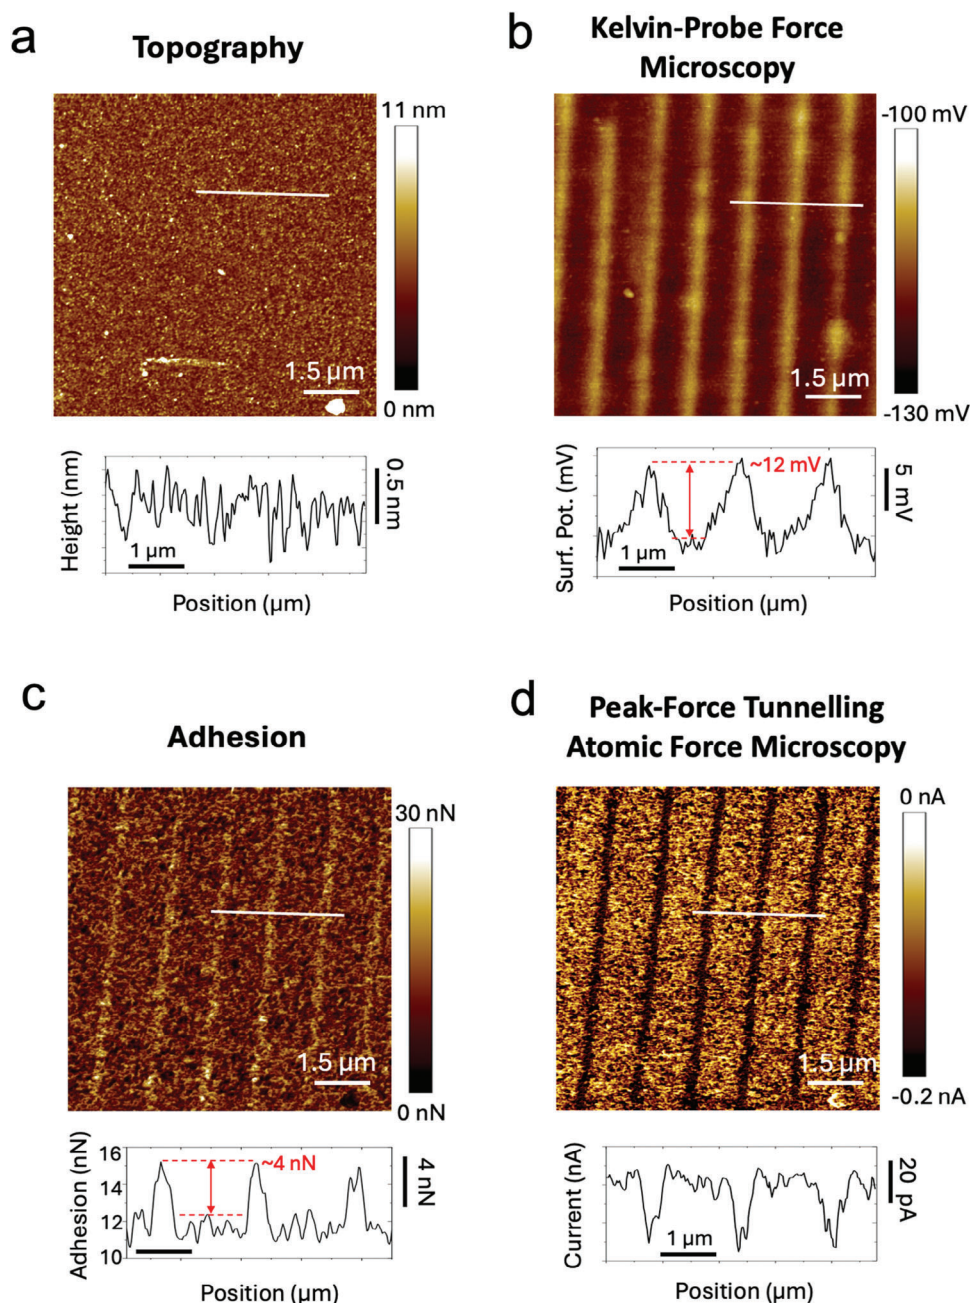 a
Topography
11 nm
1.5 µm
0 nm
Height (nm)
1 µm
0.5 nm
Position (µm)
b
Kelvin-Probe Force
Microscopy
-100 mV
1.5 µm
-130 mV
Surf. Pot. (mV)
~12 mV
1 µm
5 mV
Position (µm)
c
Adhesion
30 nN
1.5 µm
0 nN
Adhesion (nN)
16
14
12
10
~4 nN
4 nN
Position (µm)
d
Peak-Force Tunnelling
Atomic Force Microscopy
0 nA
1.5 µm
-0.2 nA
Current (nA)
1 µm
20 pA
Position (µm)